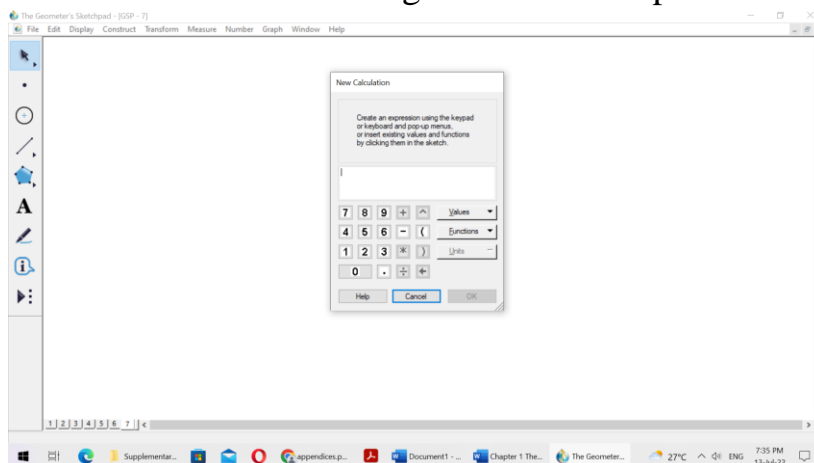 The Geometer's Sketchpad - [GSP - 7]
File Edit Display Construct Transform Measure Number Graph Window Help
New Calculation
Create an expression using the keypad
or keyboard and pop-up menus,
or insert existing values and functions
by clicking them in the sketch.
7 8 9 + ^ Values
4 5 6 - ( Functions
1 2 3 * ) Units
0 . ÷
Help Cancel OK
A
1 2 3 4 5 6 7
Supplementar... appendices.p... Document1 - ... Chapter 1 The... The Geometer... 27°C ENG 7:35 PM